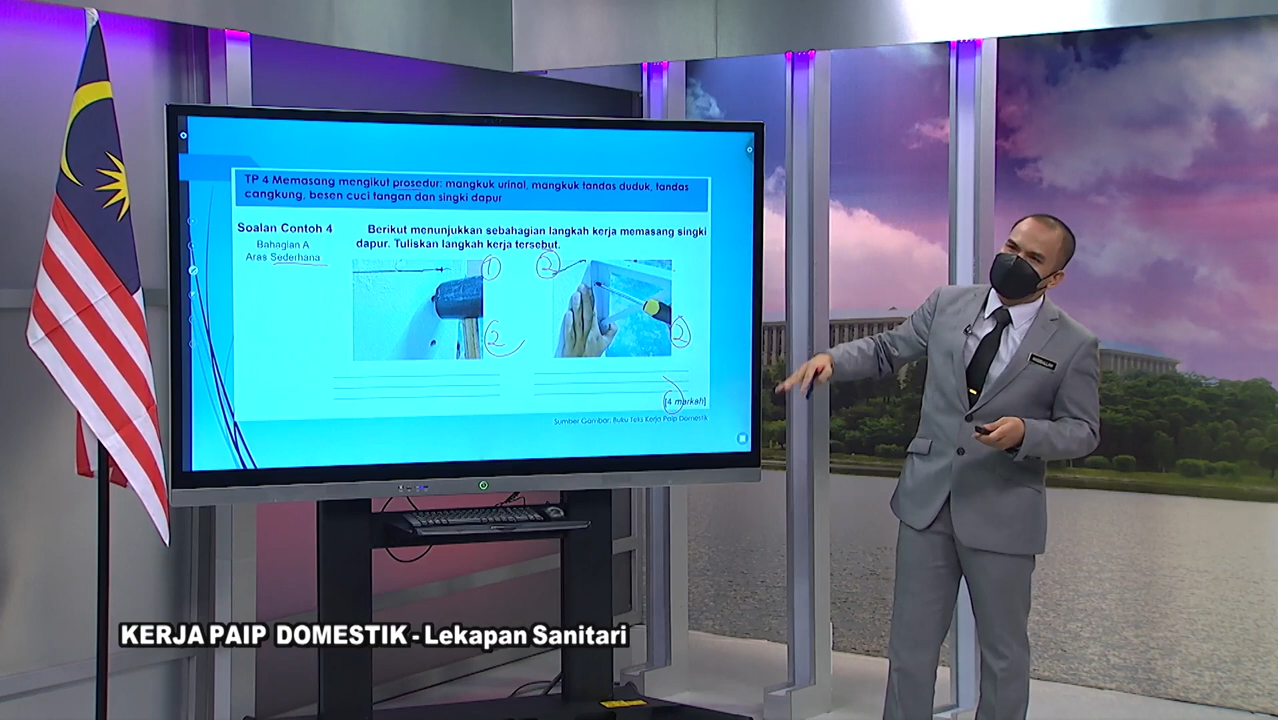 TP 4 Memasang mengikut prosedur: mangkuk urinal, mangkuk tandas duduk, tandas
cangkung, besen cuci tangan dan singki dapur
Soalan Contoh 4
Bahagian A
Aras Sederhana
Berikut menunjukkan sebahagian langkah kerja memasang singki
dapur. Tuliskan langkah kerja tersebut.
1
2
2
2
[4 markah]
Sumber Gambar: Buku Teks Kerja Paip Domestik
KERJA PAIP DOMESTIK - Lekapan Sanitari